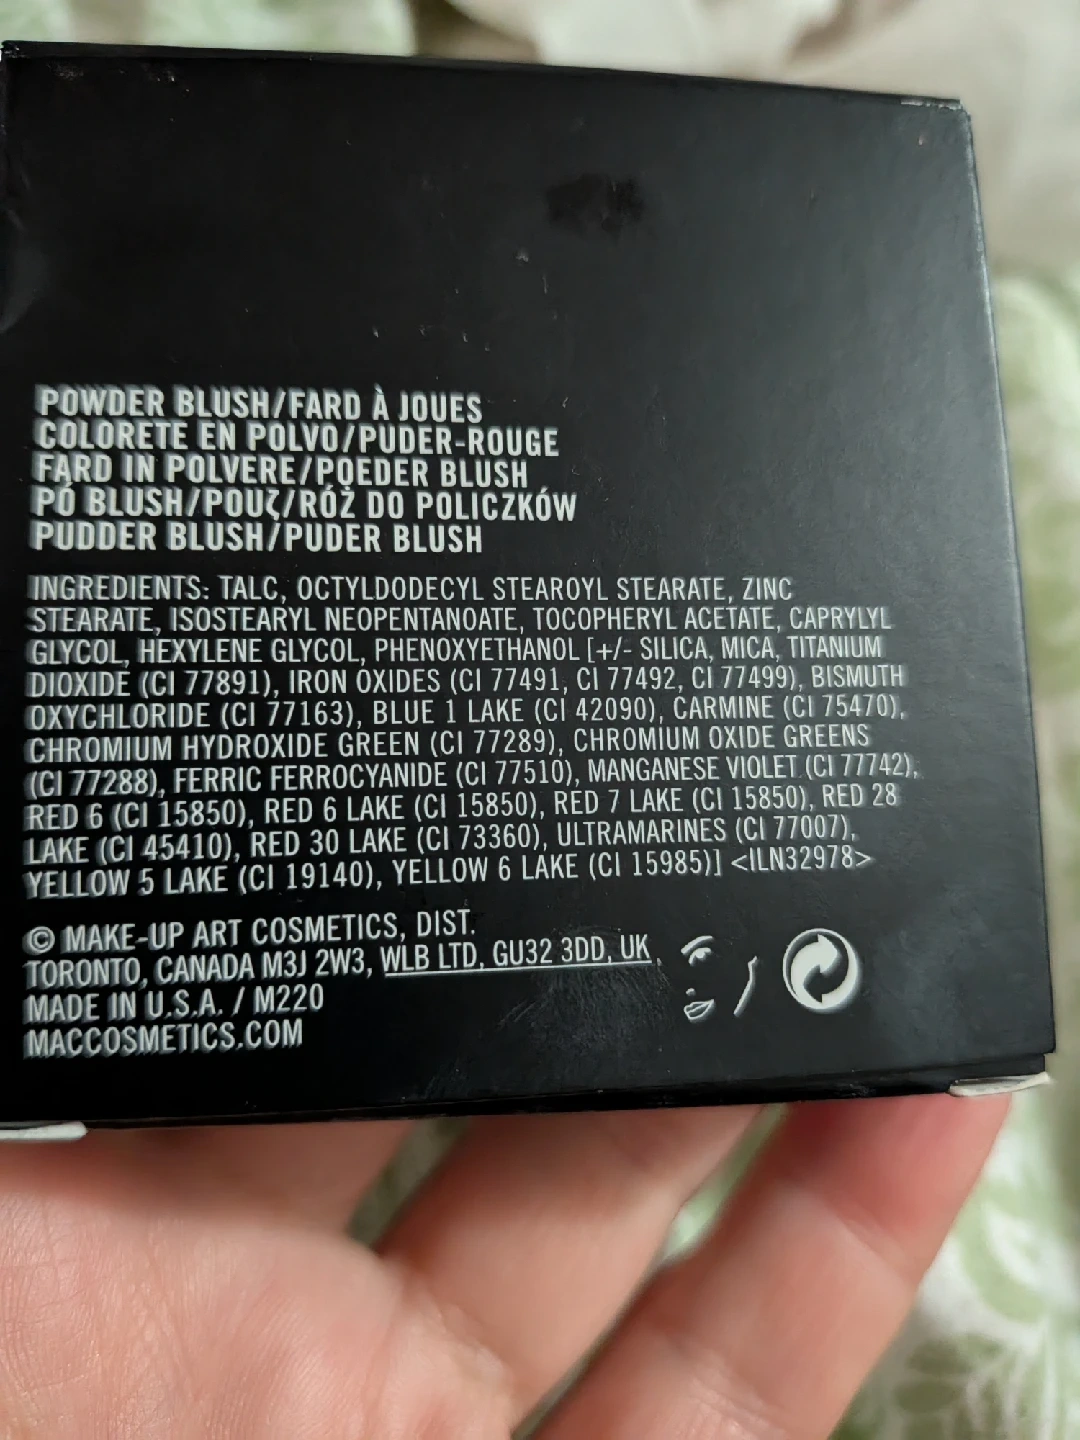 POWDER BLUSH/FARD À JOUES
COLORETE EN POLVO/PUDER-ROUGE
FARD IN POLVERE/POEDER BLUSH
PÓ BLUSH/ΡΟΥζ/RÓŻ DO POLICZKÓW
PUDDER BLUSH/PUDER BLUSH
INGREDIENTS: TALC, OCTYLDODECYL STEAROYL STEARATE, ZINC
STEARATE, ISOSTEARYL NEOPENTANOATE, TOCOPHERYL ACETATE, CAPRYLYL
GLYCOL, HEXYLENE GLYCOL, PHENOXYETHANOL [+/- SILICA, MICA, TITANIUM
DIOXIDE (CI 77891), IRON OXIDES (CI 77491, CI 77492, CI 77499), BISMUTH
OXYCHLORIDE (CI 77163), BLUE 1 LAKE (CI 42090), CARMINE (CI 75470),
CHROMIUM HYDROXIDE GREEN (CI 77289), CHROMIUM OXIDE GREENS
(CI 77288), FERRIC FERROCYANIDE (CI 77510), MANGANESE VIOLET (CI 77742),
RED 6 (CI 15850), RED 6 LAKE (CI 15850), RED 7 LAKE (CI 15850), RED 28
LAKE (CI 45410), RED 30 LAKE (CI 73360), ULTRAMARINES (CI 77007),
YELLOW 5 LAKE (CI 19140), YELLOW 6 LAKE (CI 15985)] <ILN32978>
© MAKE-UP ART COSMETICS, DIST.
TORONTO, CANADA M3J 2W3, WLB LTD, GU32 3DD, UK,
MADE IN U.S.A. / M220
MACCOSMETICS.COM